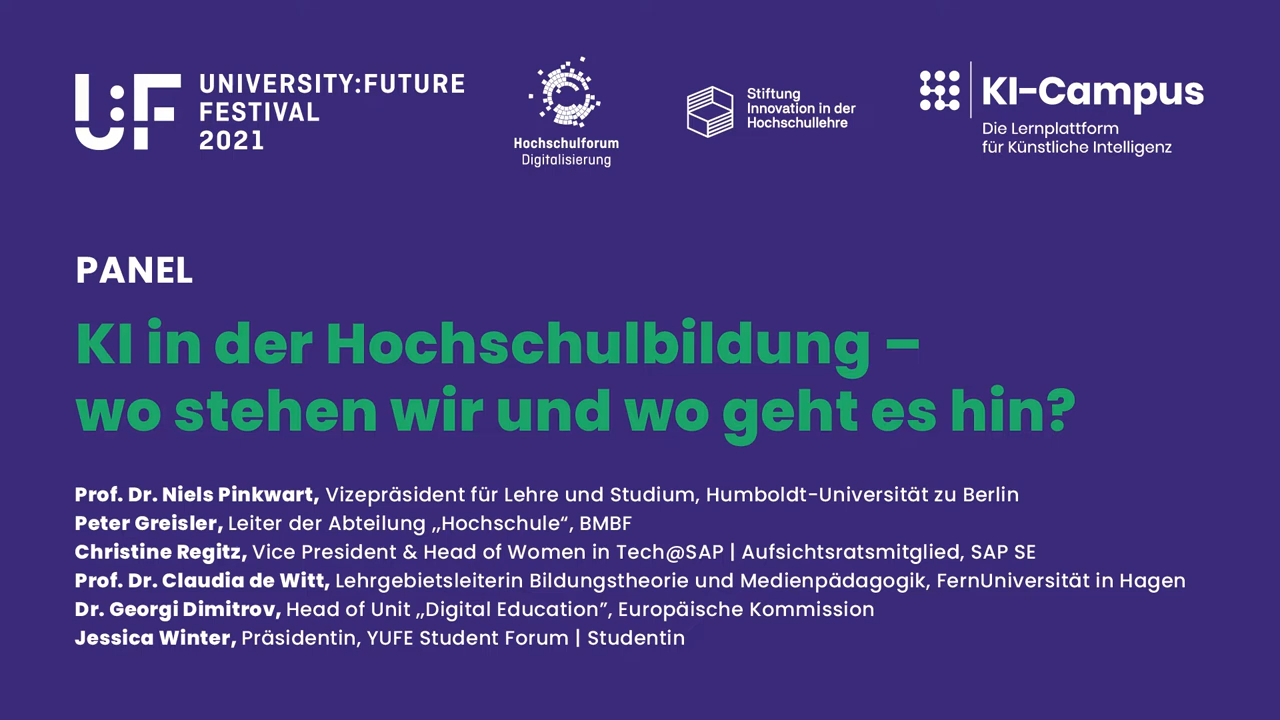 U:F
UNIVERSITY:FUTURE
FESTIVAL
2021
Hochschulforum
Digitalisierung
Stiftung
Innovation in der
Hochschullehre
KI-Campus
Die Lernplattform
für Künstliche Intelligenz
PANEL
KI in der Hochschulbildung –
wo stehen wir und wo geht es hin?
Prof. Dr. Niels Pinkwart, Vizepräsident für Lehre und Studium, Humboldt-Universität zu Berlin
Peter Greisler, Leiter der Abteilung „Hochschule“, BMBF
Christine Regitz, Vice President & Head of Women in Tech@SAP | Aufsichtsratsmitglied, SAP SE
Prof. Dr. Claudia de Witt, Lehrgebietsleiterin Bildungstheorie und Medienpädagogik, FernUniversität in Hagen
Dr. Georgi Dimitrov, Head of Unit „Digital Education”, Europäische Kommission
Jessica Winter, Präsidentin, YUFE Student Forum | Studentin